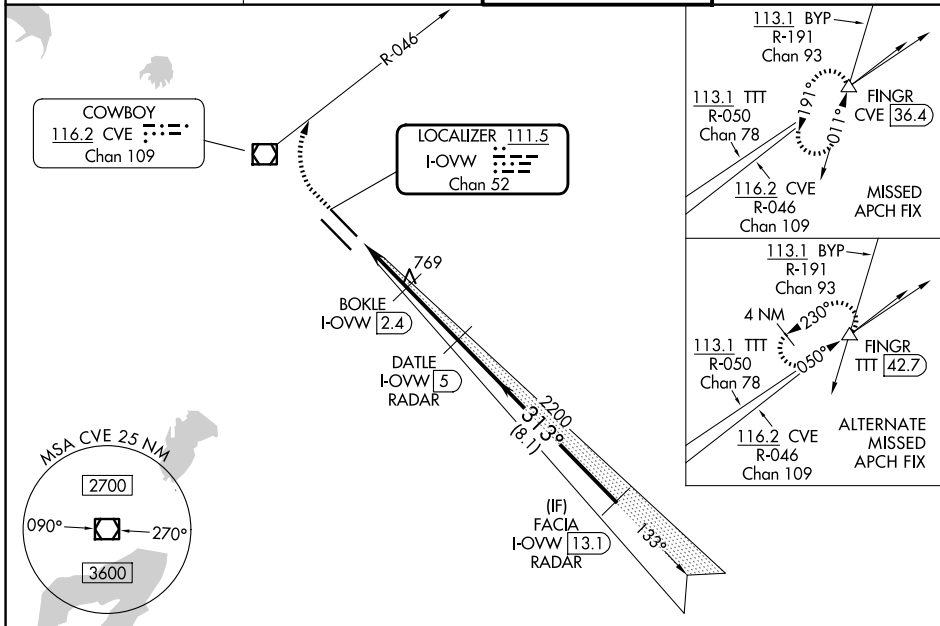 R-046
COWBOY
116.2 CVE
Chan 109
LOCALIZER 111.5
I-OVW
Chan 52
769
BOKLE
I-OVW 2.4
DATLE
I-OVW 5
RADAR
2200
313°
(8.1)
(IF)
FACIA
I-OVW 13.1
RADAR
133°
MSA CVE 25 NM
2700
090°
270°
3600
113.1 BYP
R-191
Chan 93
113.1 TTT
R-050
Chan 78
191°
011°
FINGR
CVE 36.4
116.2 CVE
R-046
Chan 109
MISSED
APCH FIX
113.1 BYP
R-191
Chan 93
4 NM
230°
113.1 TTT
R-050
Chan 78
050°
FINGR
TTT 42.7
116.2 CVE
R-046
Chan 109
ALTERNATE
MISSED
APCH FIX